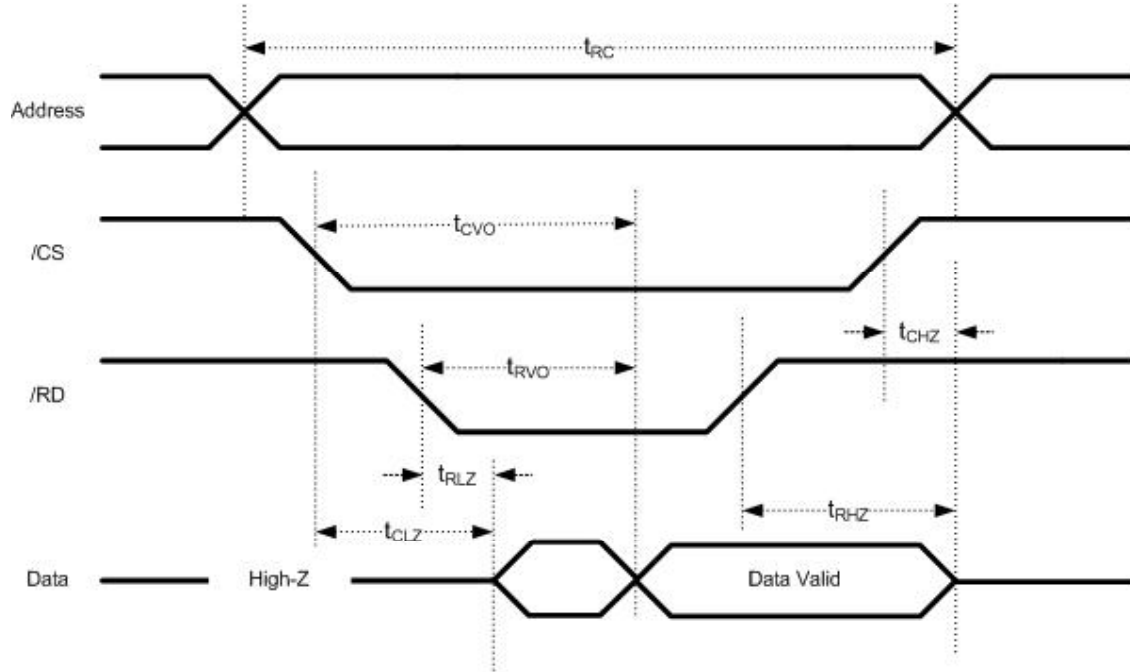 tRC
Address
tCVO
/CS
tCHZ
tRVO
/RD
tRLZ
tRHZ
tCLZ
Data High-Z Data Valid